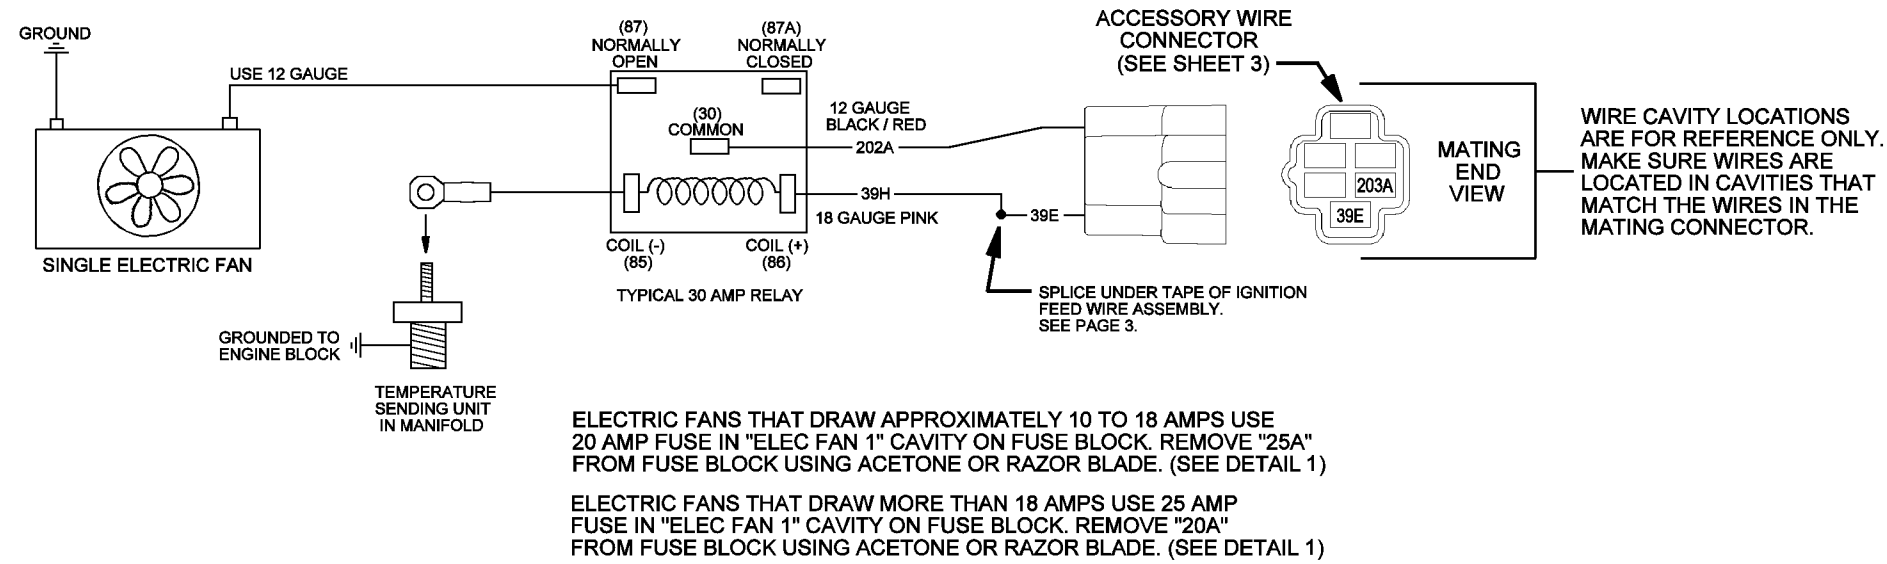 GROUND
USE 12 GAUGE
SINGLE ELECTRIC FAN
(87)
NORMALLY
OPEN
(87A)
NORMALLY
CLOSED
(30)
COMMON
12 GAUGE
BLACK / RED
202A
39H
18 GAUGE PINK
39E
COIL (-)
(85)
COIL (+)
(86)
TYPICAL 30 AMP RELAY
ACCESSORY WIRE
CONNECTOR
(SEE SHEET 3)
203A
39E
MATING
END
VIEW
WIRE CAVITY LOCATIONS
ARE FOR REFERENCE ONLY.
MAKE SURE WIRES ARE
LOCATED IN CAVITIES THAT
MATCH THE WIRES IN THE
MATING CONNECTOR.
SPLICE UNDER TAPE OF IGNITION
FEED WIRE ASSEMBLY.
SEE PAGE 3.
GROUNDED TO
ENGINE BLOCK
TEMPERATURE
SENDING UNIT
IN MANIFOLD
ELECTRIC FANS THAT DRAW APPROXIMATELY 10 TO 18 AMPS USE
20 AMP FUSE IN "ELEC FAN 1" CAVITY ON FUSE BLOCK. REMOVE "25A"
FROM FUSE BLOCK USING ACETONE OR RAZOR BLADE. (SEE DETAIL 1)
ELECTRIC FANS THAT DRAW MORE THAN 18 AMPS USE 25 AMP
FUSE IN "ELEC FAN 1" CAVITY ON FUSE BLOCK. REMOVE "20A"
FROM FUSE BLOCK USING ACETONE OR RAZOR BLADE. (SEE DETAIL 1)